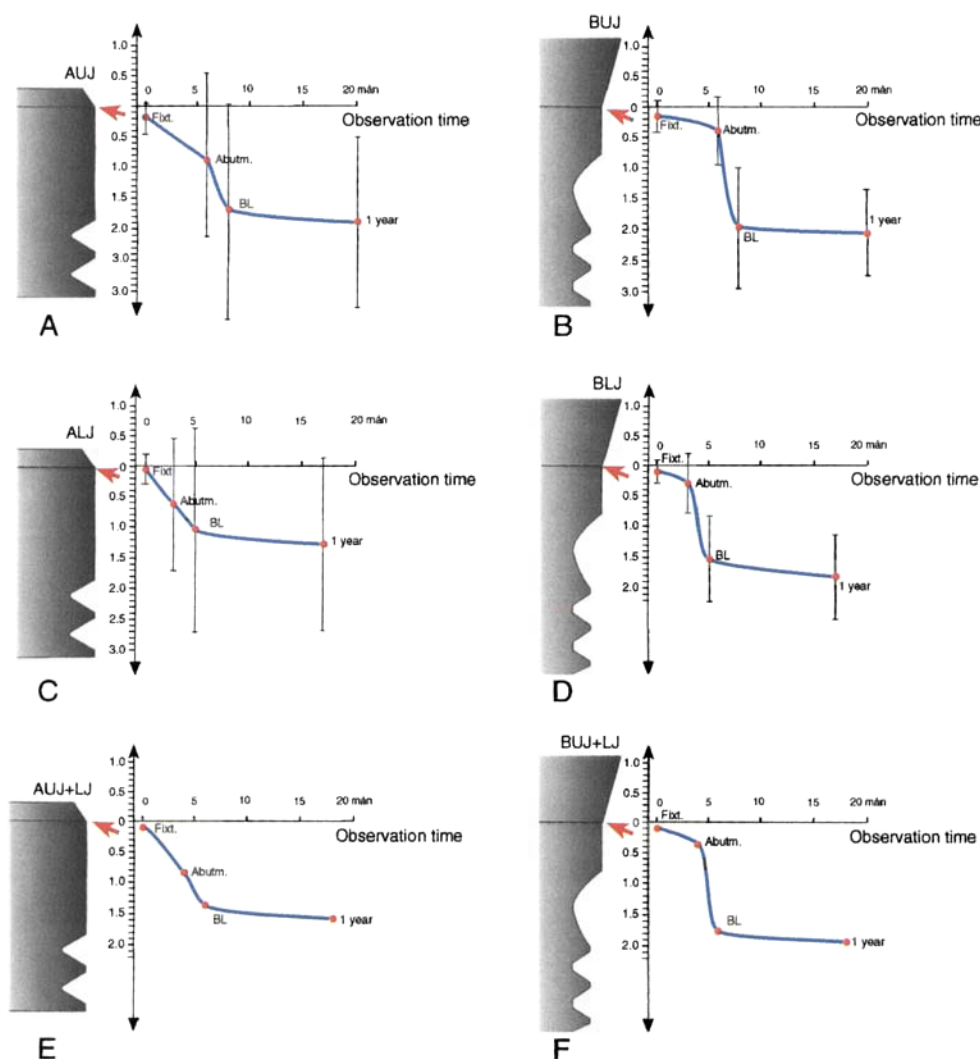 AUJ
1.0
0.5
0
0.5
1.0
1.5
2.0
2.5
3.0
0 5 10 15 20 mån
Observation time
Fixt.
Abutm.
BL
1 year
A
BUJ
1.0
0.5
0
0.5
1.0
1.5
2.0
2.5
3.0
0 5 10 15 20 mån
Observation time
Fixt.
Abutm.
BL
1 year
B
ALJ
1.0
0.5
0
0.5
1.0
1.5
2.0
2.5
3.0
0 5 10 15 20 mån
Observation time
Fixt
Abutm.
BL
1 year
C
BLJ
1.0
0.5
0
0.5
1.0
1.5
2.0
0 5 10 15 20 mån
Observation time
Fixt.
Abutm.
BL
1 year
D
AUJ+LJ
1.0
0.5
0
0.5
1.0
1.5
2.0
0 5 10 15 20 mån
Observation time
Fixt.
Abutm.
BL
1 year
E
BUJ+LJ
1.0
0.5
0
0.5
1.0
1.5
2.0
0 5 10 15 20 mån
Observation time
Fixt.
Abutm.
BL
1 year
F